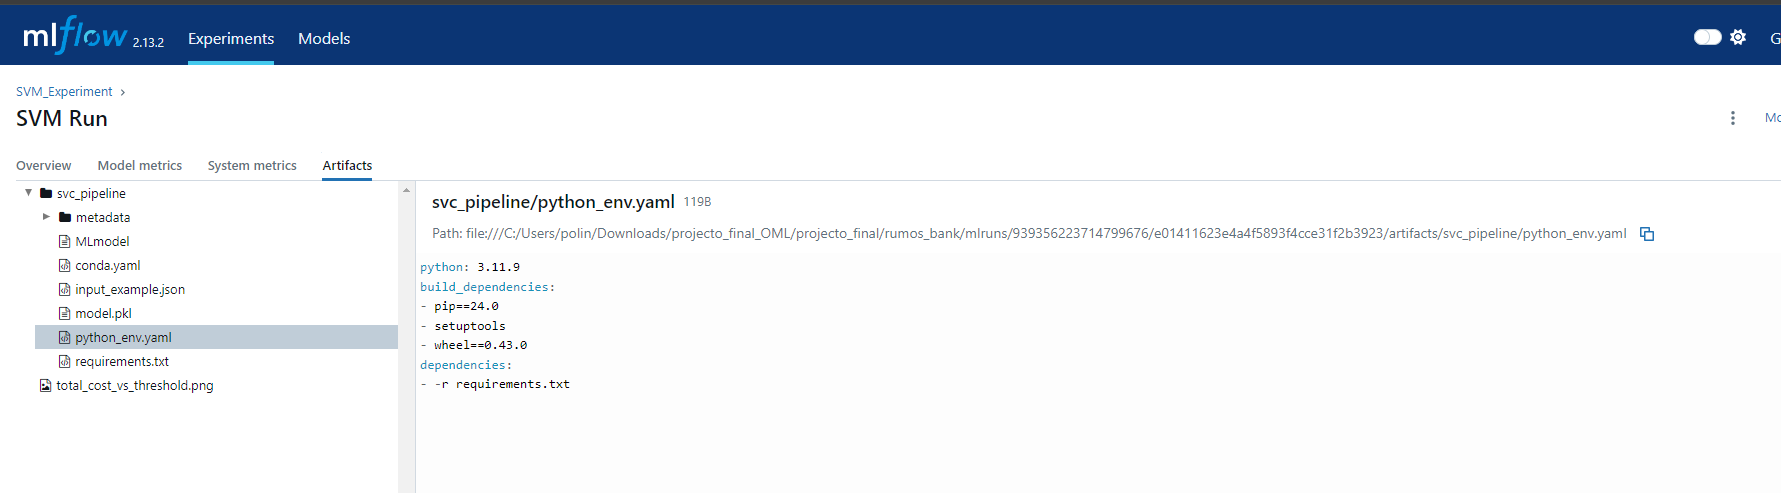 mlflow 2.13.2 Experiments Models G
SVM_Experiment ›
SVM Run
Mo
Overview Model metrics System metrics Artifacts
svc_pipeline
metadata
MLmodel
conda.yaml
input_example.json
model.pkl
python_env.yaml
requirements.txt
total_cost_vs_threshold.png
svc_pipeline/python_env.yaml 119B
Path: file:///C:/Users/polin/Downloads/projecto_final_OML/projecto_final/rumos_bank/mlruns/939356223714799676/e01411623e4a4f5893f4cce31f2b3923/artifacts/svc_pipeline/python_env.yaml
python: 3.11.9
build_dependencies:
- pip==24.0
- setuptools
- wheel==0.43.0
dependencies:
- -r requirements.txt